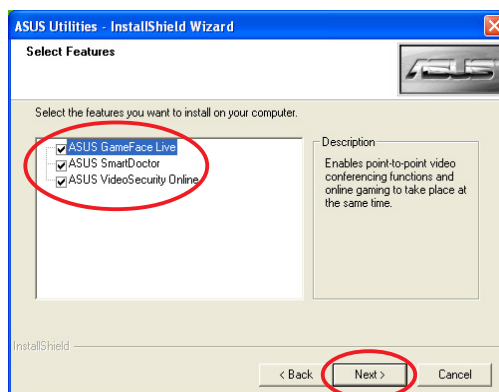 ASUS Utilities - InstallShield Wizard
Select Features
ASUS
Select the features you want to install on your computer.
ASUS GameFace Live
ASUS SmartDoctor
ASUS VideoSecurity Online
Description
Enables point-to-point video
conferencing functions and
online gaming to take place at
the same time.
InstallShield
< Back
Next >
Cancel